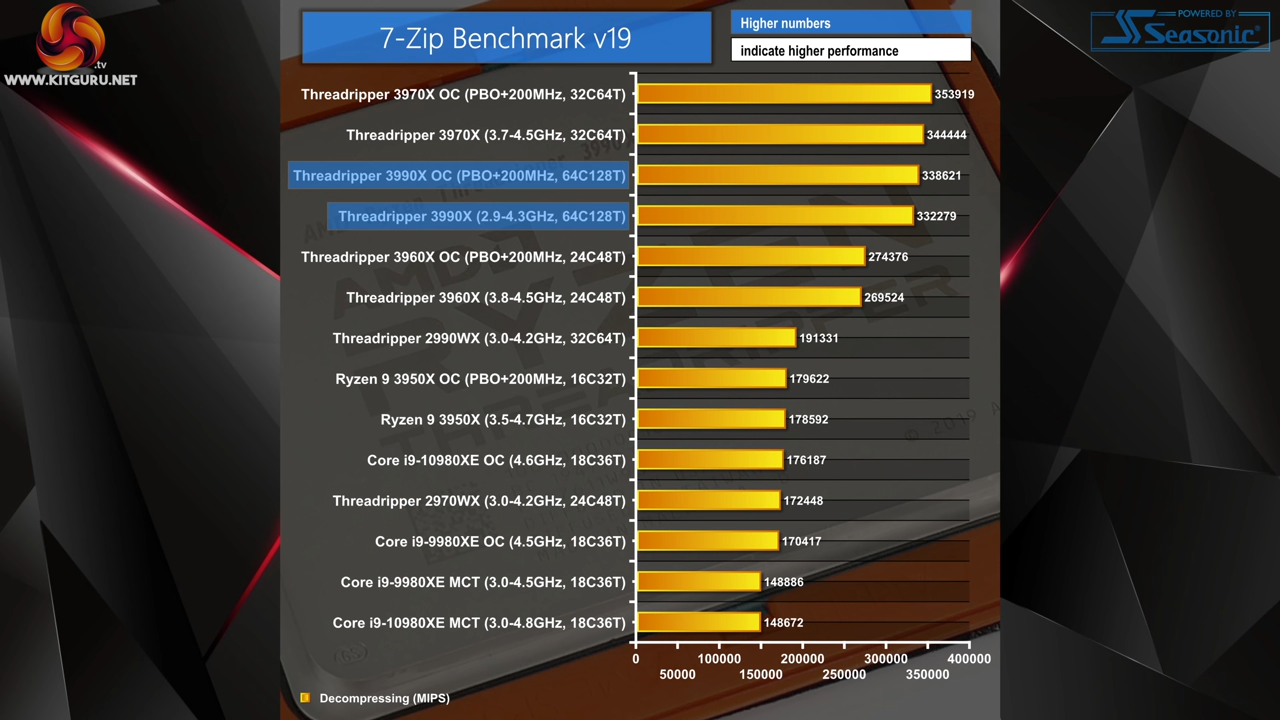 .tv
WWW.KITGURU.NET
7-Zip Benchmark v19
Higher numbers
indicate higher performance
POWERED BY
Seasonic
Threadripper 3970X OC (PBO+200MHz, 32C64T) 353919
Threadripper 3970X (3.7-4.5GHz, 32C64T) 344444
Threadripper 3990X OC (PBO+200MHz, 64C128T) 338621
Threadripper 3990X (2.9-4.3GHz, 64C128T) 332279
Threadripper 3960X OC (PBO+200MHz, 24C48T) 274376
Threadripper 3960X (3.8-4.5GHz, 24C48T) 269524
Threadripper 2990WX (3.0-4.2GHz, 32C64T) 191331
Ryzen 9 3950X OC (PBO+200MHz, 16C32T) 179622
Ryzen 9 3950X (3.5-4.7GHz, 16C32T) 178592
Core i9-10980XE OC (4.6GHz, 18C36T) 176187
Threadripper 2970WX (3.0-4.2GHz, 24C48T) 172448
Core i9-9980XE OC (4.5GHz, 18C36T) 170417
Core i9-9980XE MCT (3.0-4.5GHz, 18C36T) 148886
Core i9-10980XE MCT (3.0-4.8GHz, 18C36T) 148672
0 100000 200000 300000 400000
50000 150000 250000 350000
Decompressing (MIPS)
AMD
RYZEN
THREADRIPPER